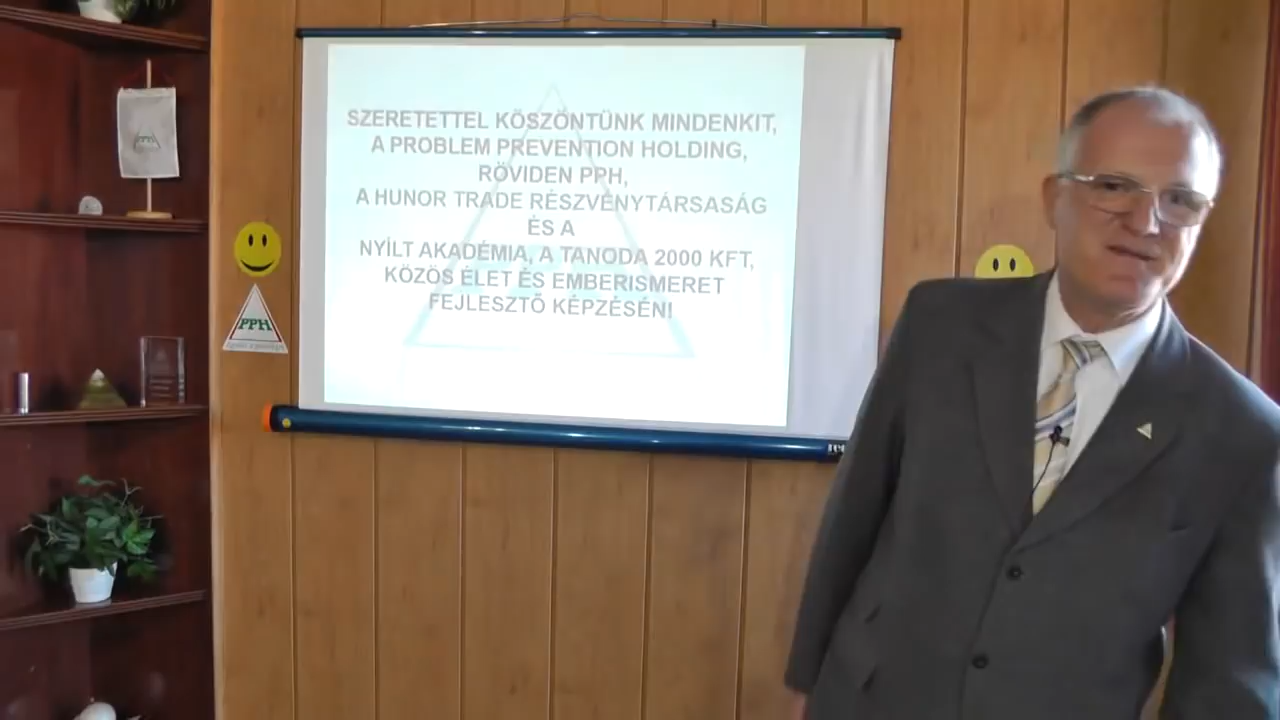 SZERETETTEL KÖSZÖNTÜNK MINDENKIT,
A PROBLEM PREVENTION HOLDING,
RÖVIDEN PPH,
A HUNOR TRADE RÉSZVÉNYTÁRSASÁG
ÉS A
NYÍLT AKADÉMIA, A TANODA 2000 KFT,
KÖZÖS ÉLET ÉS EMBERISMERET
FEJLESZTŐ KÉPZÉSÉN!
PPH